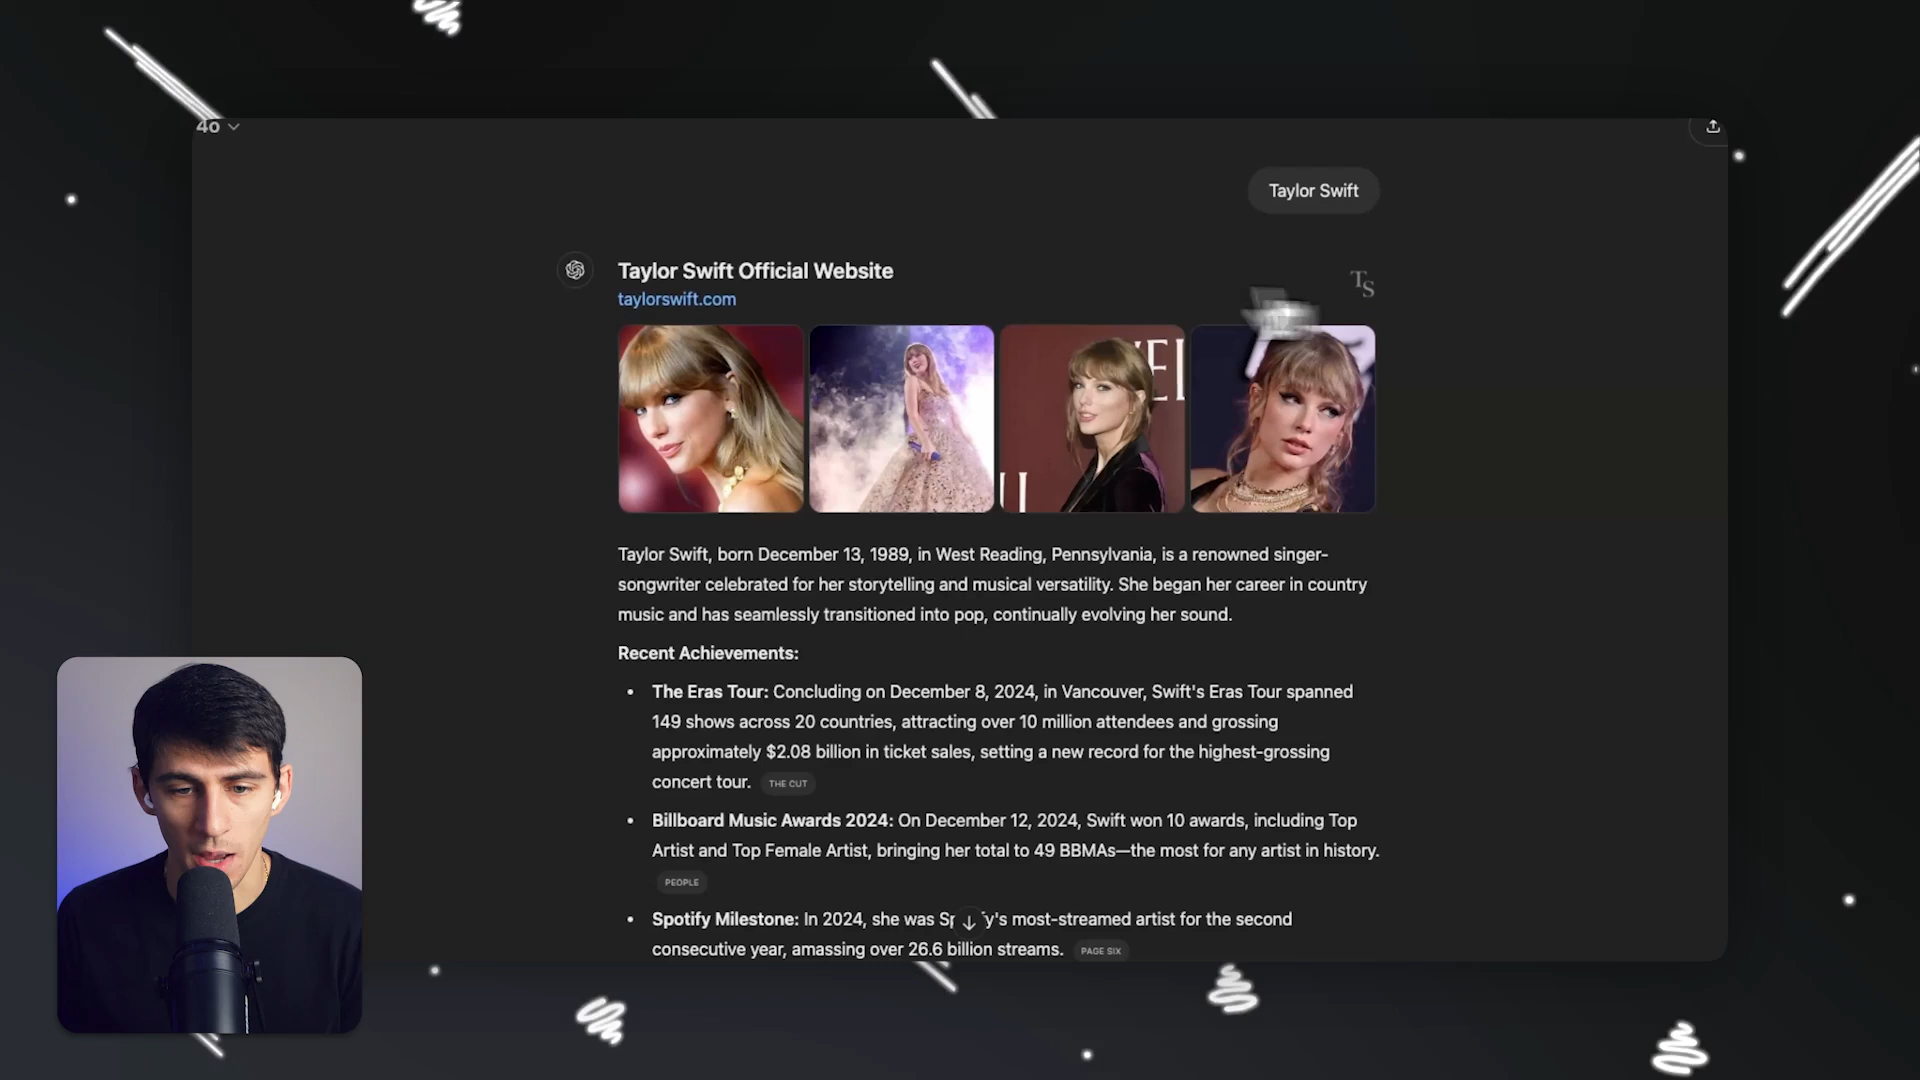 4o
Taylor Swift
Taylor Swift Official Website
TS
taylorswift.com
Taylor Swift, born December 13, 1989, in West Reading, Pennsylvania, is a renowned singer-
songwriter celebrated for her storytelling and musical versatility. She began her career in country
music and has seamlessly transitioned into pop, continually evolving her sound.
Recent Achievements:
• The Eras Tour: Concluding on December 8, 2024, in Vancouver, Swift's Eras Tour spanned
149 shows across 20 countries, attracting over 10 million attendees and grossing
approximately $2.08 billion in ticket sales, setting a new record for the highest-grossing
concert tour. THE CUT
• Billboard Music Awards 2024: On December 12, 2024, Swift won 10 awards, including Top
Artist and Top Female Artist, bringing her total to 49 BBMAs—the most for any artist in history.
PEOPLE
• Spotify Milestone: In 2024, she was Sp y's most-streamed artist for the second
consecutive year, amassing over 26.6 billion streams. PAGE SIX